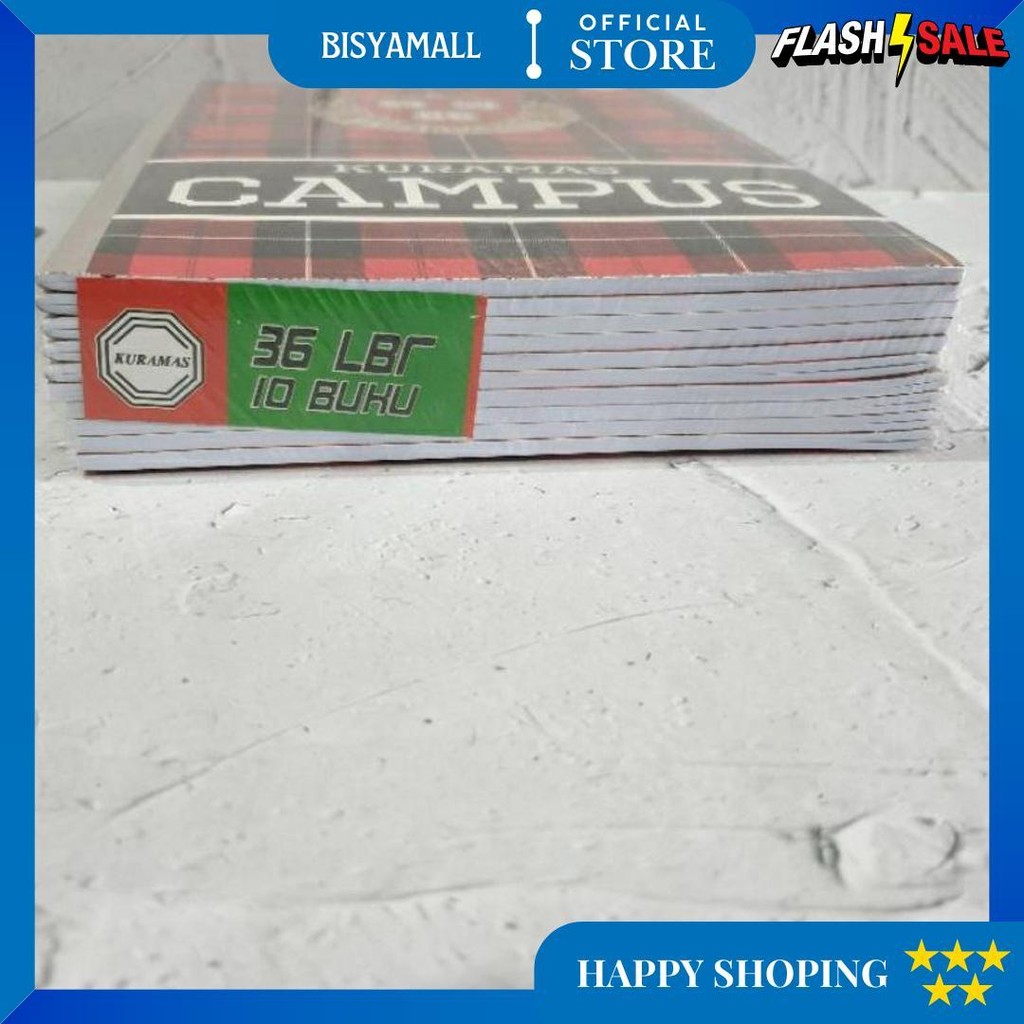 BISYAMALL
OFFICIAL
STORE
FLASH SALE
KURAMAS
CAMPUS
KURAMAS
36 LBr
10 BUKU
HAPPY SHOPING